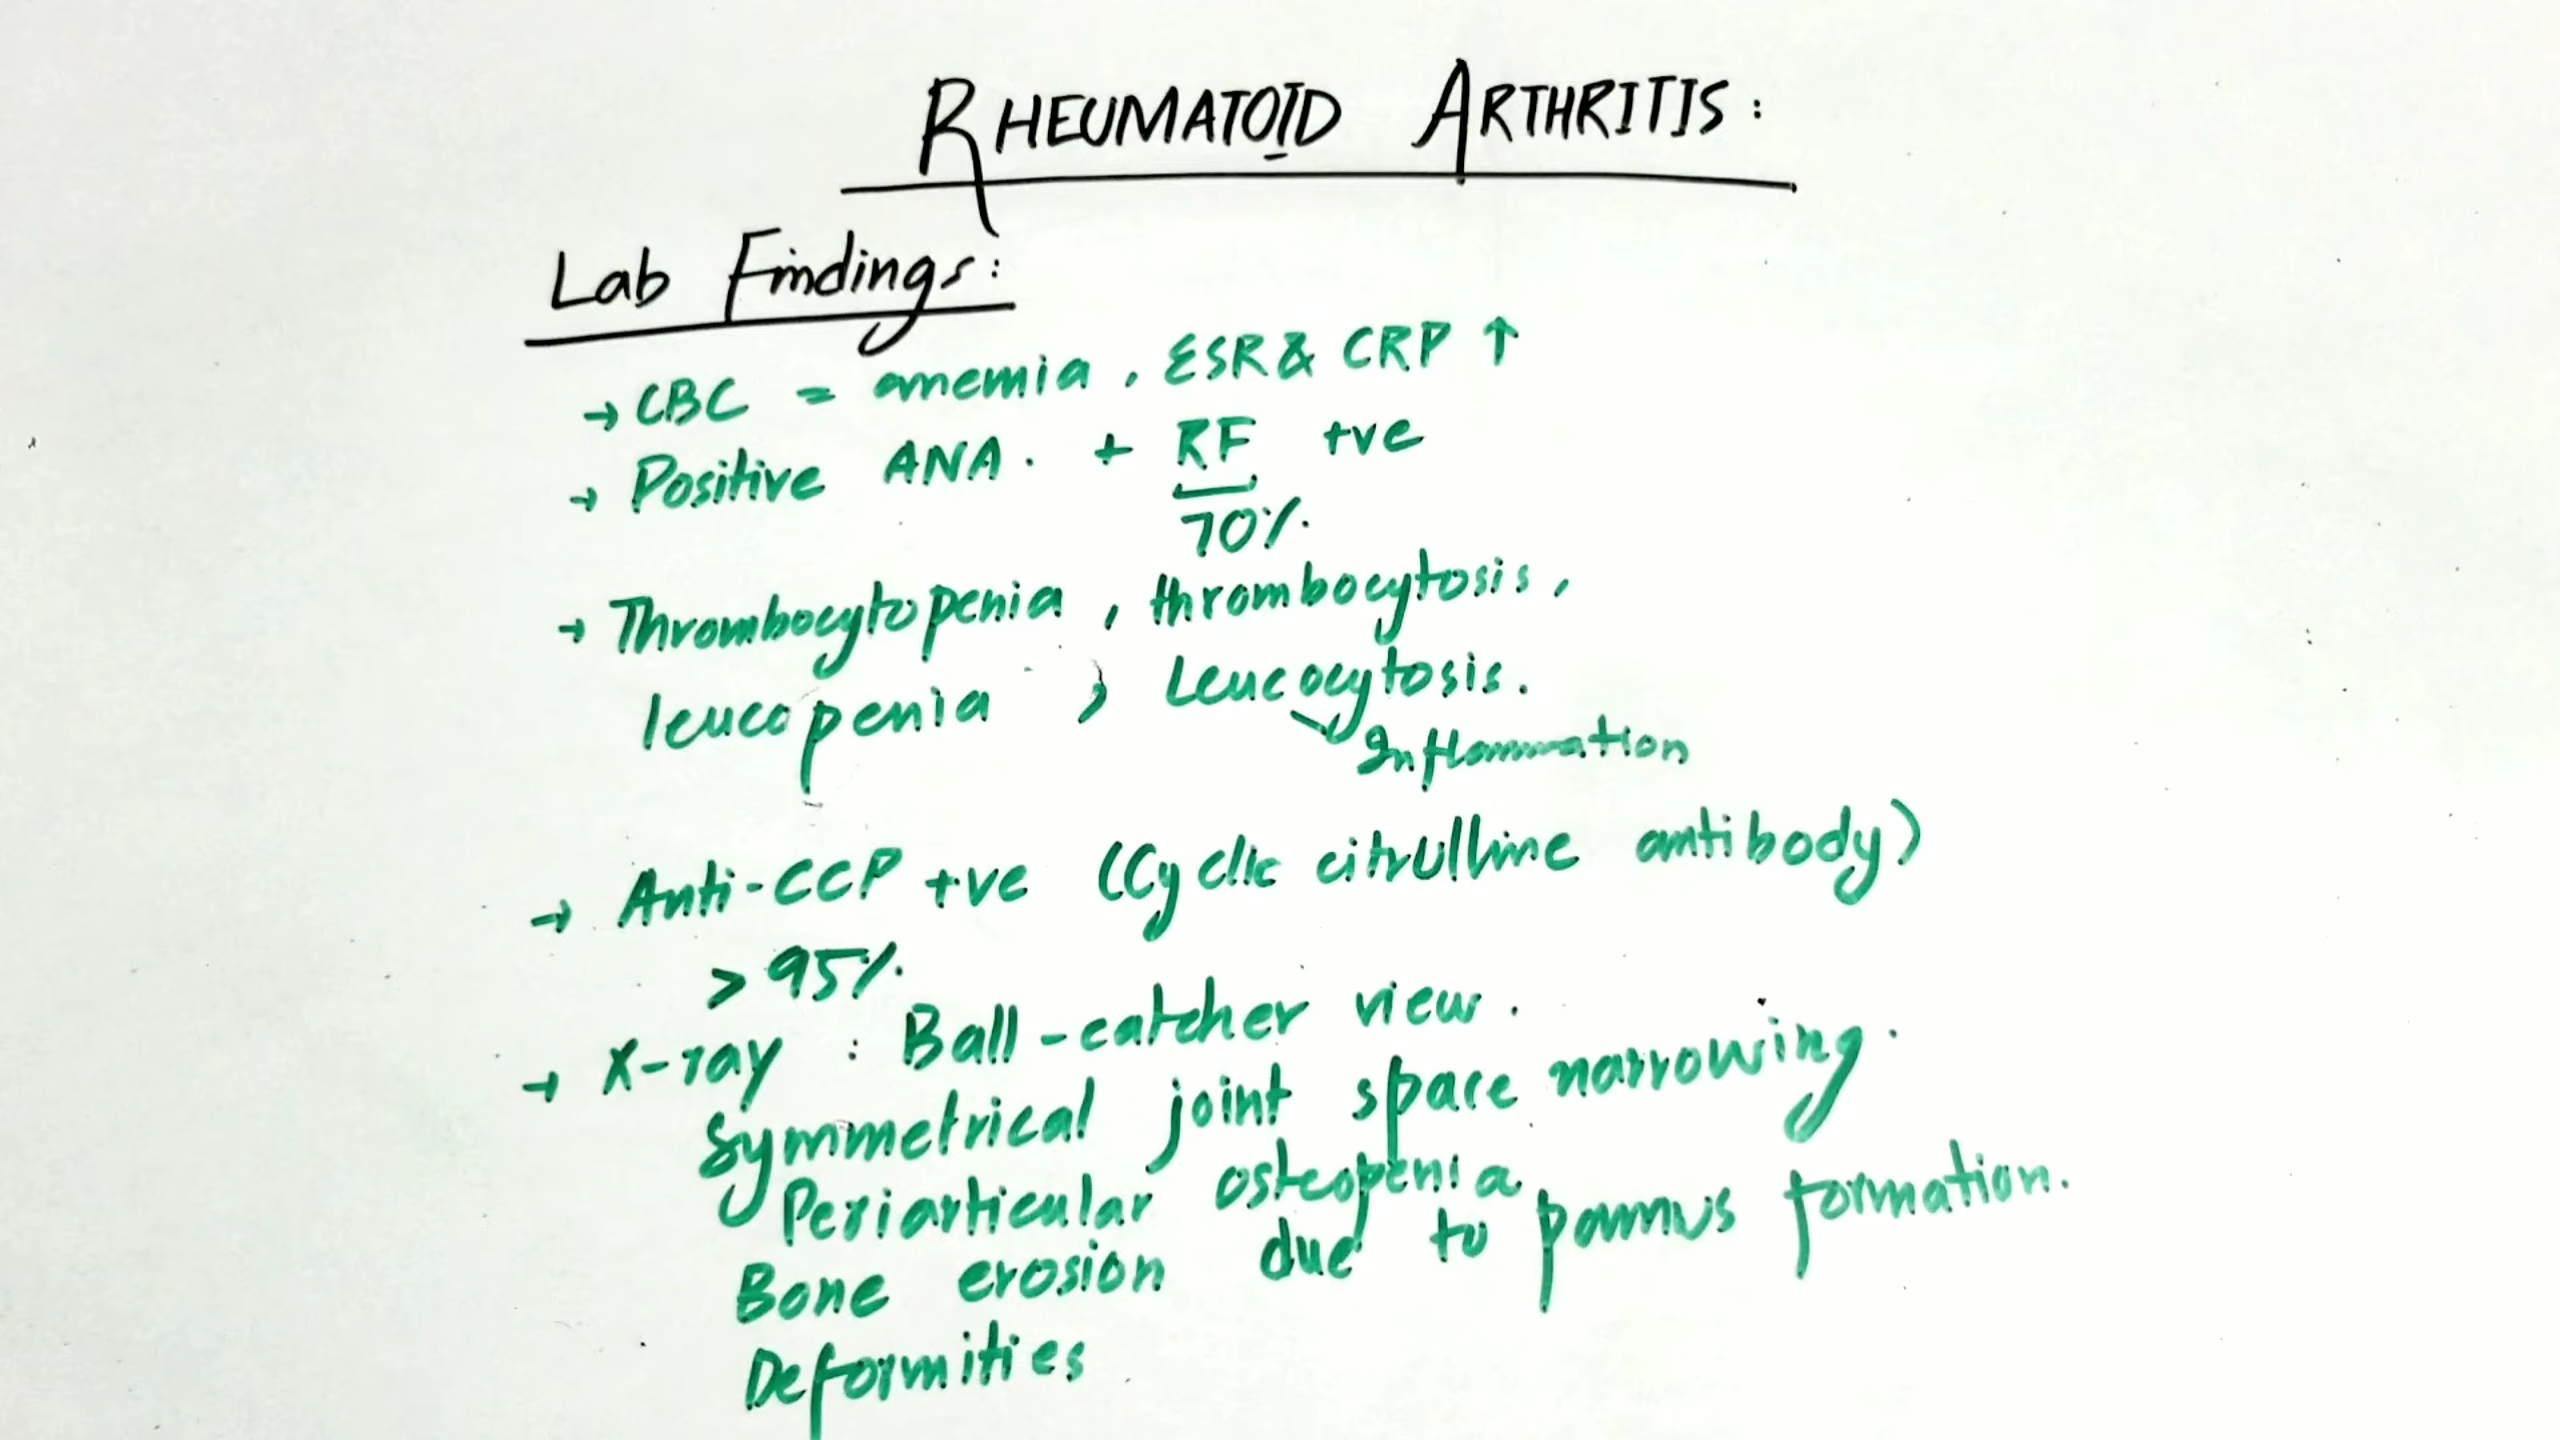 RHEUMATOID ARTHRITIS:
Lab Findings:
→ CBC = anemia, ESR & CRP ↑
→ Positive ANA. + RF +ve
70%.
→ Thrombocytopenia, thrombocytosis,
leucopenia, Leucocytosis.
Inflammation
→ Anti-CCP +ve (Cyclic citrulline antibody)
> 95%.
→ X-ray : Ball-catcher view.
Symmetrical joint space narrowing.
Periarticular osteopenia
Bone erosion due to pannus formation.
Deformities